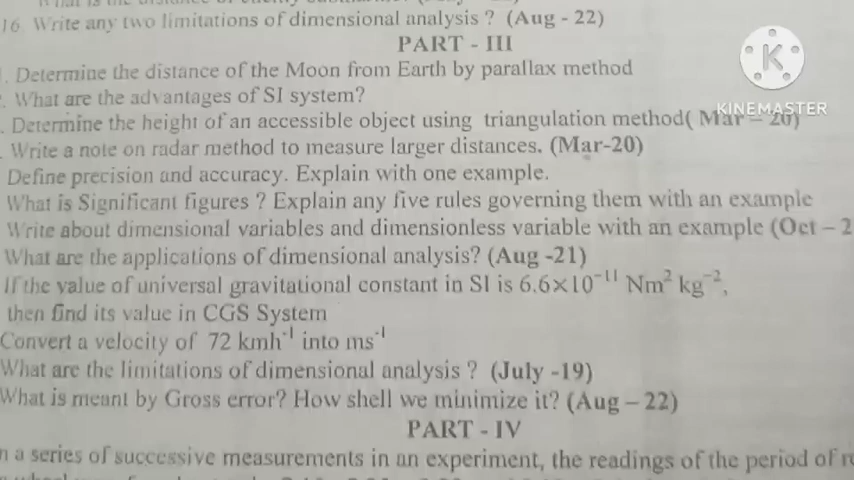 16. Write any two limitations of dimensional analysis ? (Aug - 22)
PART - III
. Determine the distance of the Moon from Earth by parallax method
. What are the advantages of SI system?
. Determine the height of an accessible object using triangulation method( Mar – 20)
. Write a note on radar method to measure larger distances. (Mar-20)
Define precision and accuracy. Explain with one example.
What is Significant figures ? Explain any five rules governing them with an example
Write about dimensional variables and dimensionless variable with an example (Oct – 2
What are the applications of dimensional analysis? (Aug -21)
If the value of universal gravitational constant in SI is 6.6×10⁻¹¹ Nm² kg⁻²,
then find its value in CGS System
Convert a velocity of 72 kmh⁻¹ into ms⁻¹
What are the limitations of dimensional analysis ? (July -19)
What is meant by Gross error? How shell we minimize it? (Aug – 22)
PART - IV
n a series of successive measurements in an experiment, the readings of the period of
K
KINEMASTER